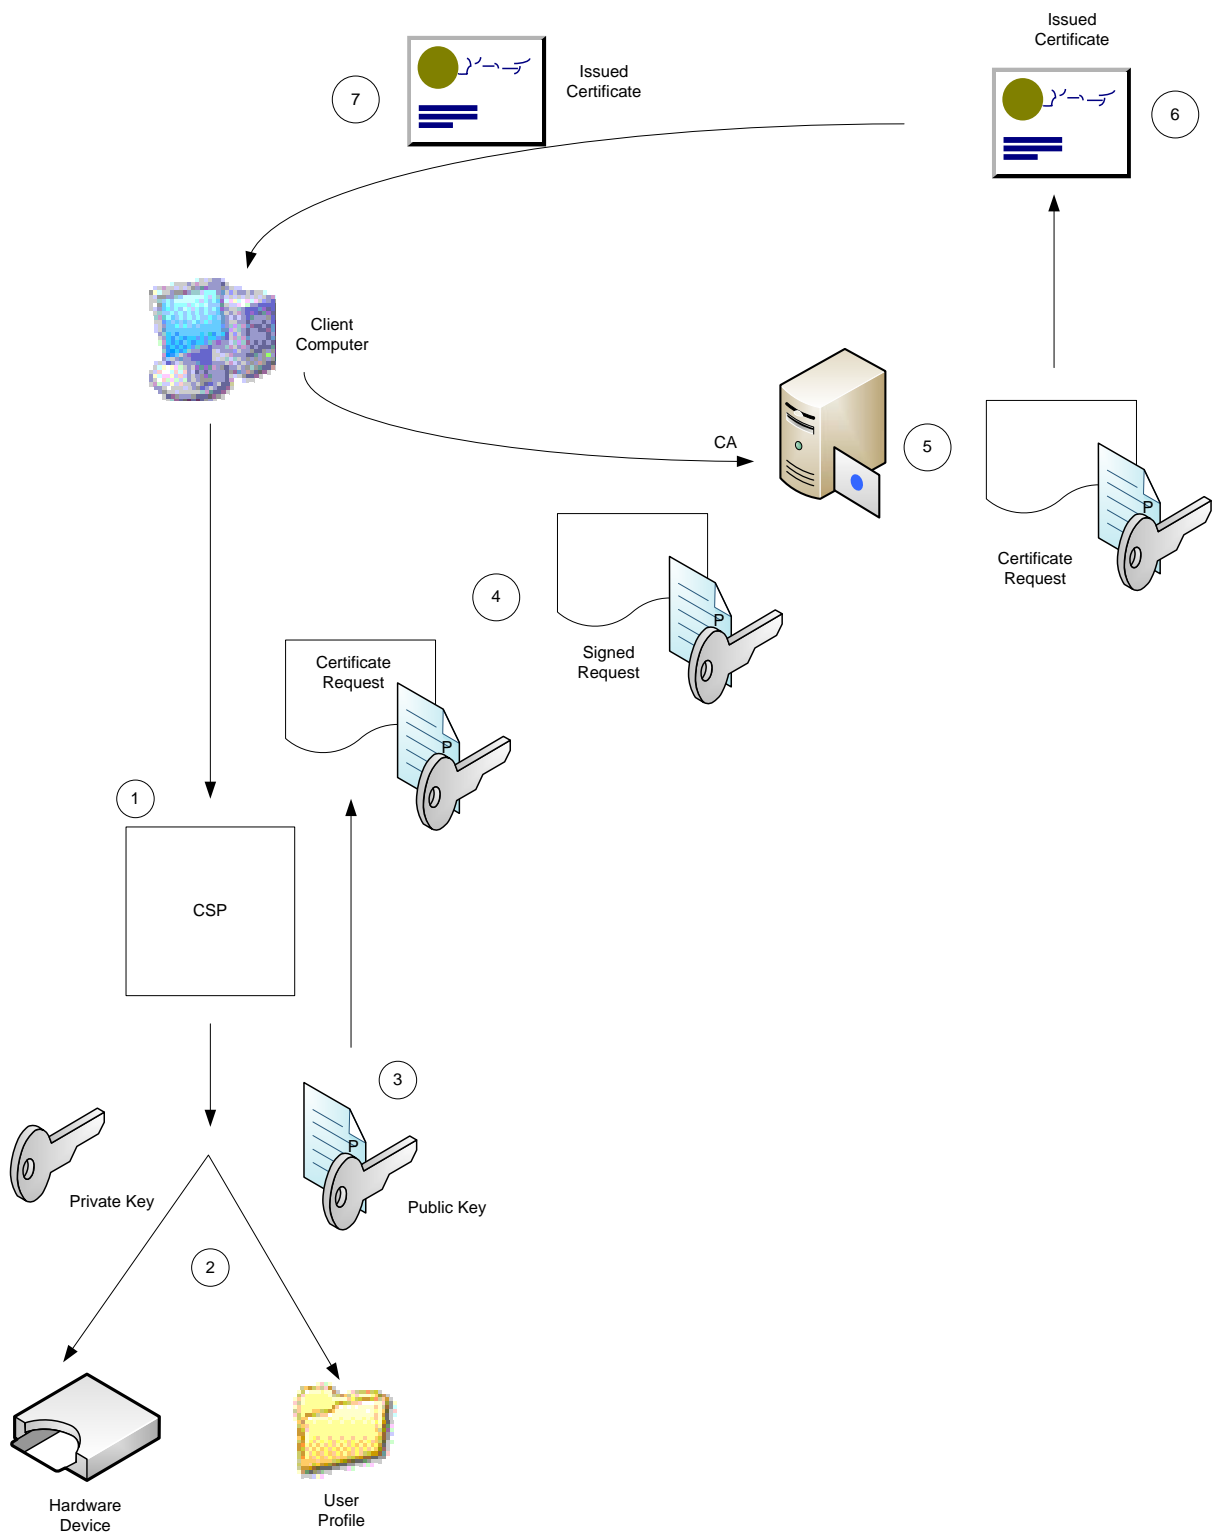 Issued
Certificate
7
Issued
Certificate
6
Client
Computer
CA
5
Certificate
Request
P
4
Signed
Request
P
Certificate
Request
P
1
CSP
3
Private Key
P
Public Key
2
Hardware
Device
User
Profile